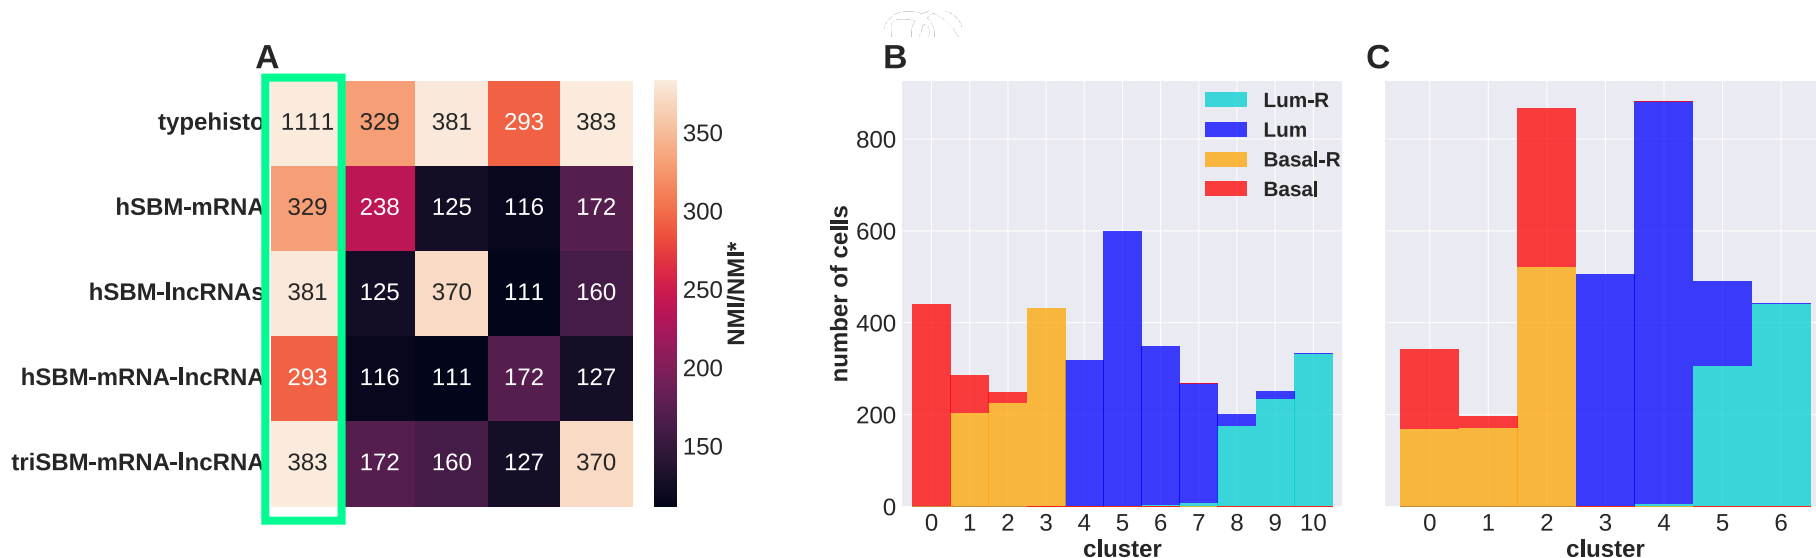 A
typehisto 1111 329 381 293 383
hSBM-mRNA 329 238 125 116 172
hSBM-lncRNAs 381 125 370 111 160
hSBM-mRNA-lncRNA 293 116 111 172 127
triSBM-mRNA-lncRNA 383 172 160 127 370
350
300
250
200
150
NMI/NMI*
B
Lum-R
Lum
Basal-R
Basal
number of cells
800
600
400
200
0
0 1 2 3 4 5 6 7 8 9 10
cluster
C
0 1 2 3 4 5 6
cluster